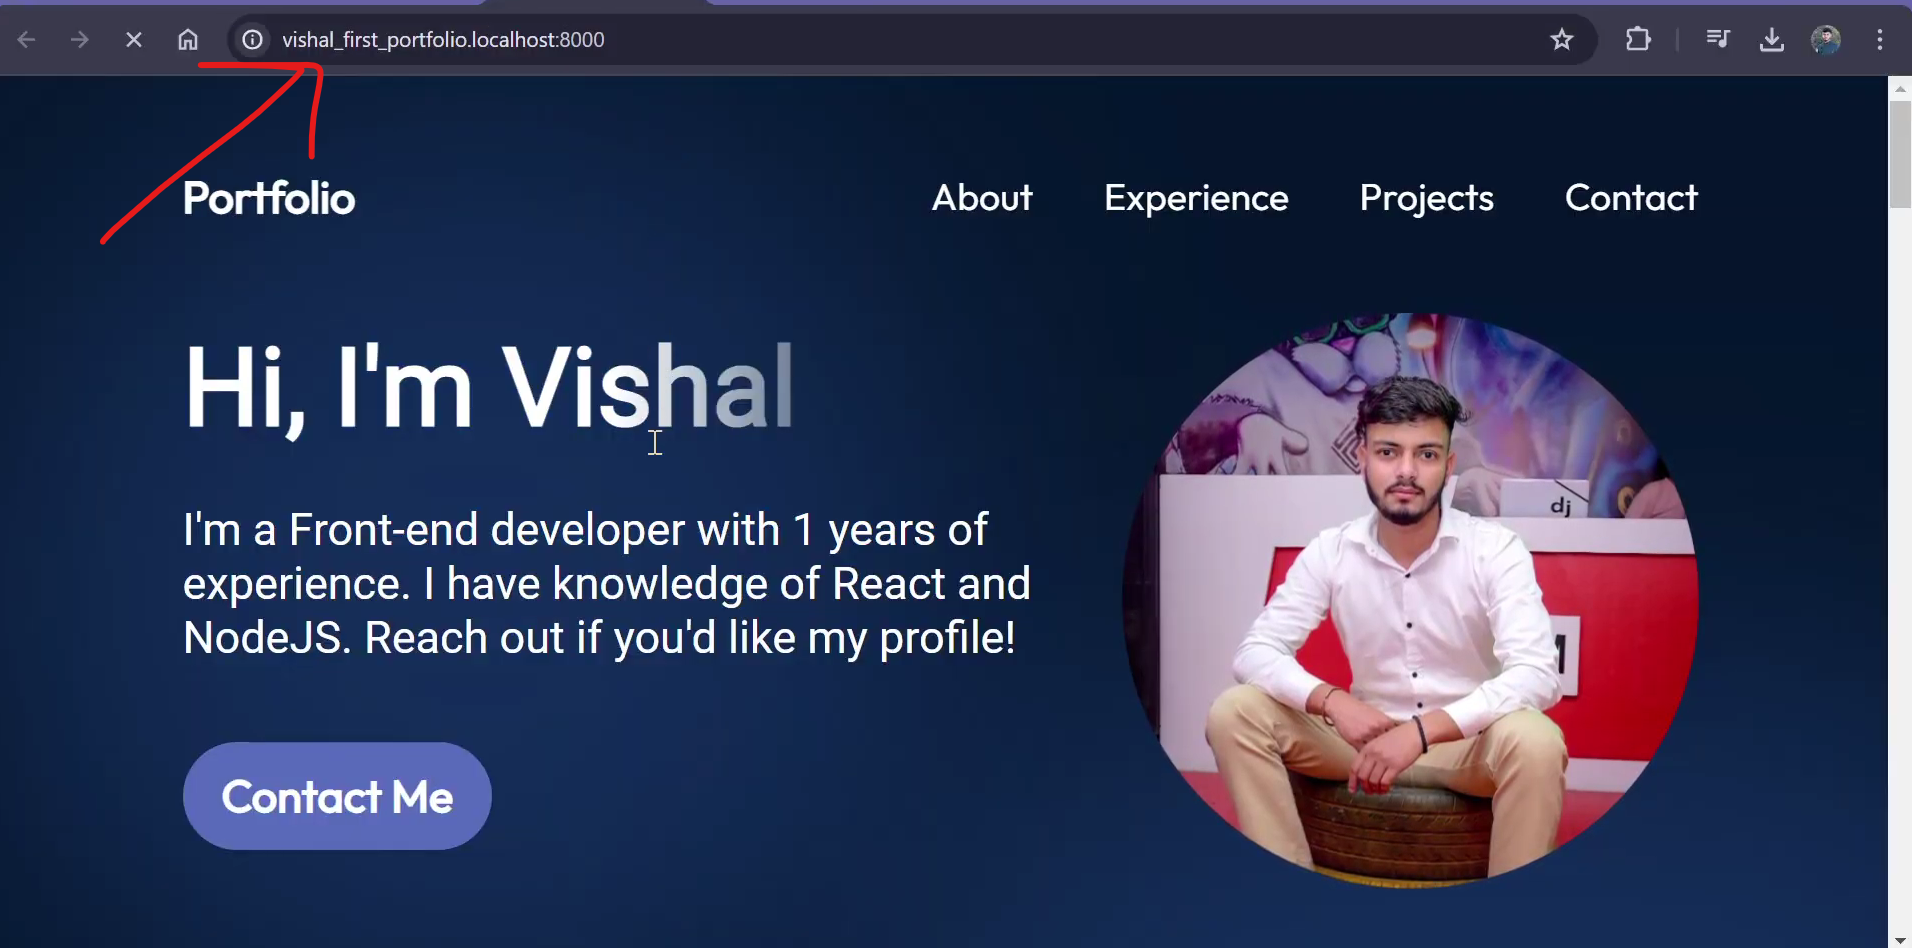 vishal_first_portfolio.localhost:8000
Portfolio
About
Experience
Projects
Contact
Hi, I'm Vishal
I'm a Front-end developer with 1 years of
experience. I have knowledge of React and
NodeJS. Reach out if you'd like my profile!
dj
Contact Me